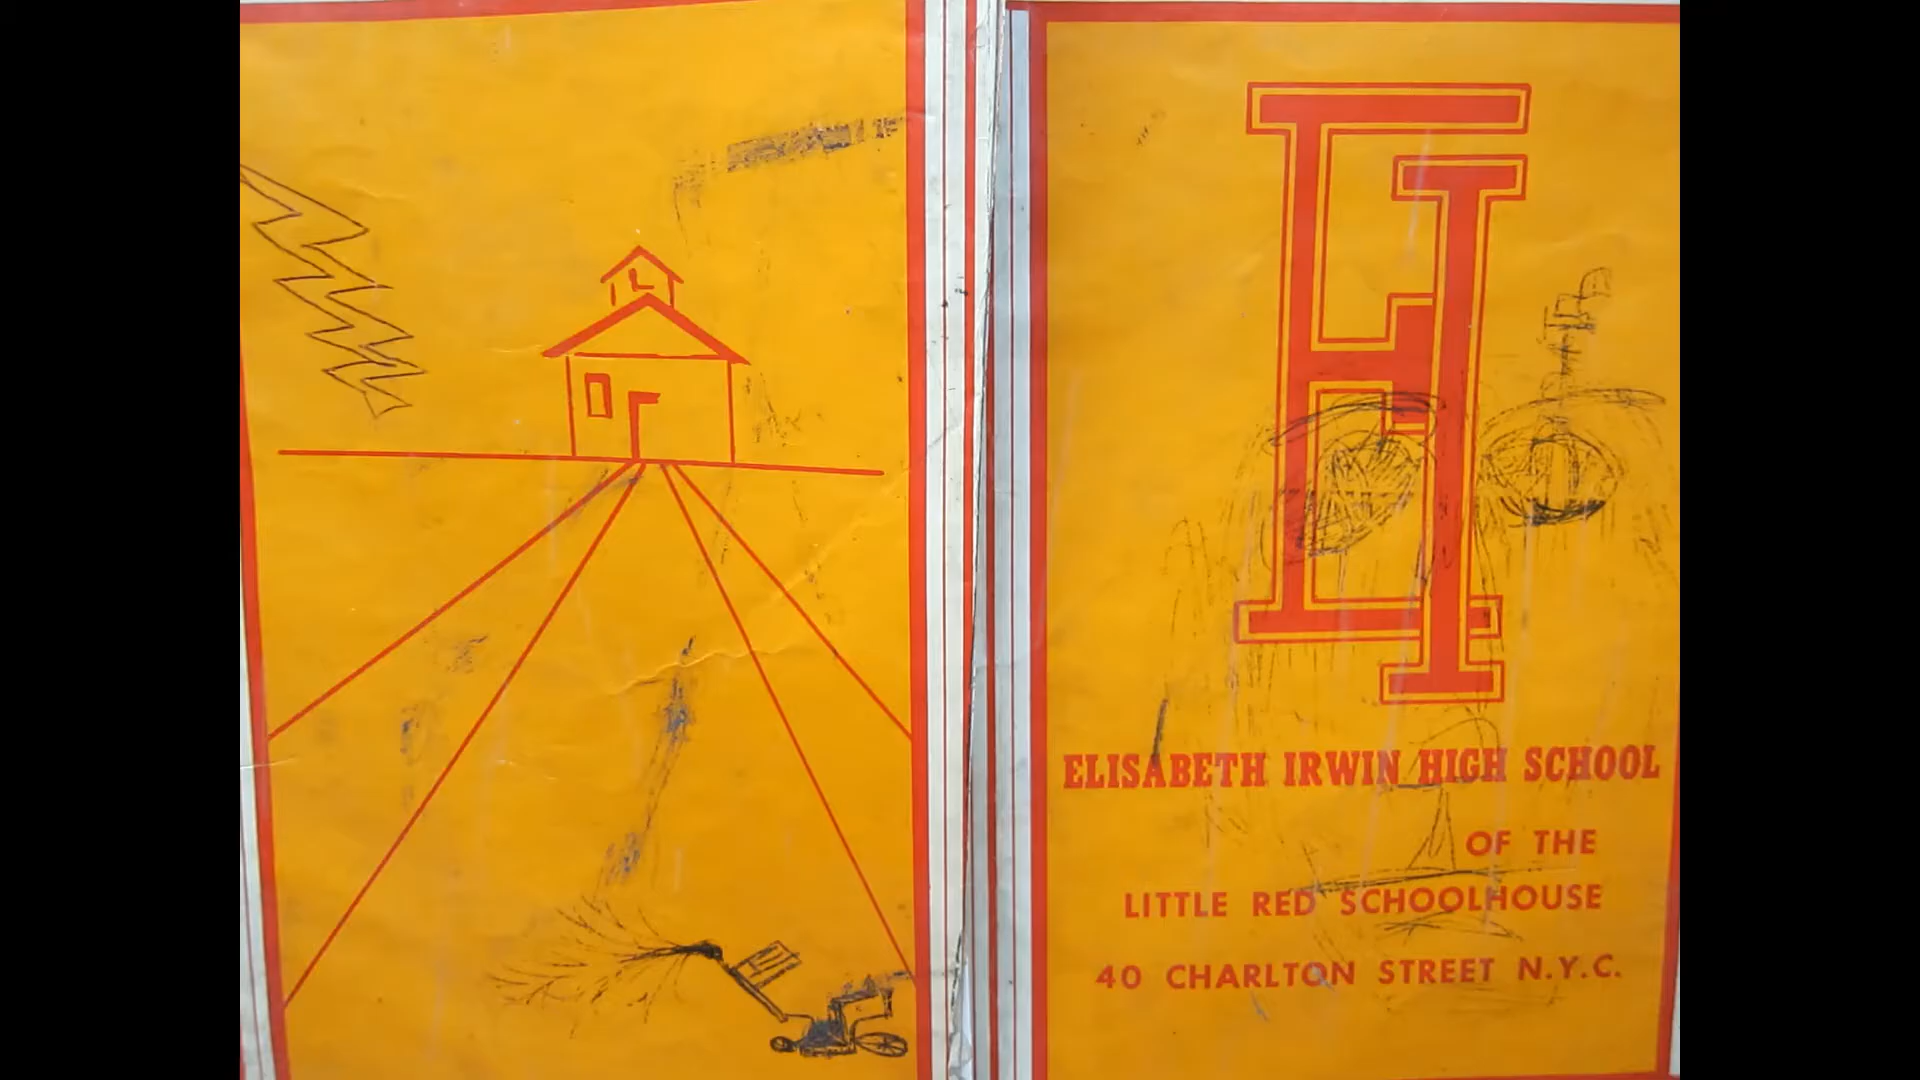 EI
ELISABETH IRWIN HIGH SCHOOL
OF THE
LITTLE RED SCHOOLHOUSE
40 CHARLTON STREET N.Y.C.